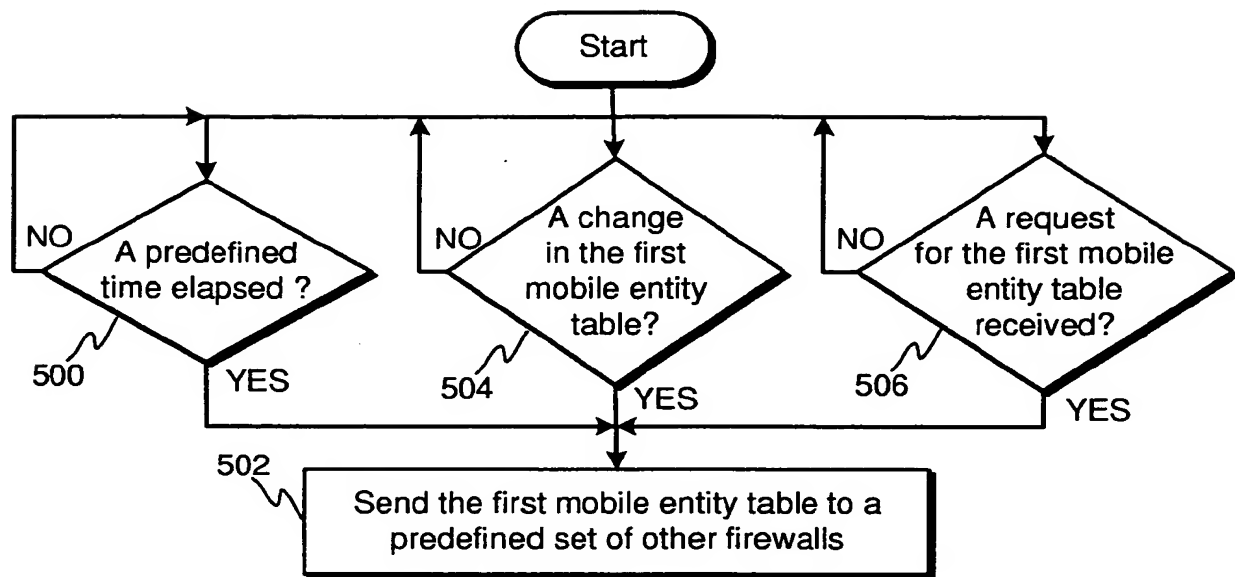 Start
NO
A predefined
time elapsed ?
500
YES
NO
A change
in the first
mobile entity
table?
504
YES
NO
A request
for the first mobile
entity table
received?
506
YES
502
Send the first mobile entity table to a
predefined set of other firewalls